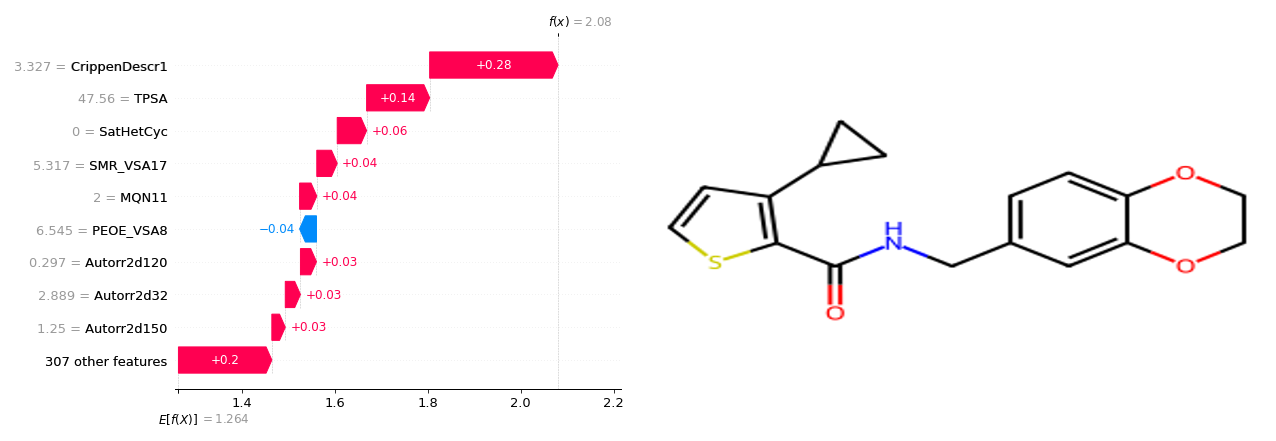 f(x) = 2.08
3.327 = CrippenDescr1 +0.28
47.56 = TPSA +0.14
0 = SatHetCyc +0.06
5.317 = SMR_VSA17 +0.04
2 = MQN11 +0.04
6.545 = PEOE_VSA8 −0.04
0.297 = Autorr2d120 +0.03
2.889 = Autorr2d32 +0.03
1.25 = Autorr2d150 +0.03
307 other features +0.2
1.4 1.6 1.8 2.0 2.2
E[f(X)] = 1.264
O
H
N
S
O
O